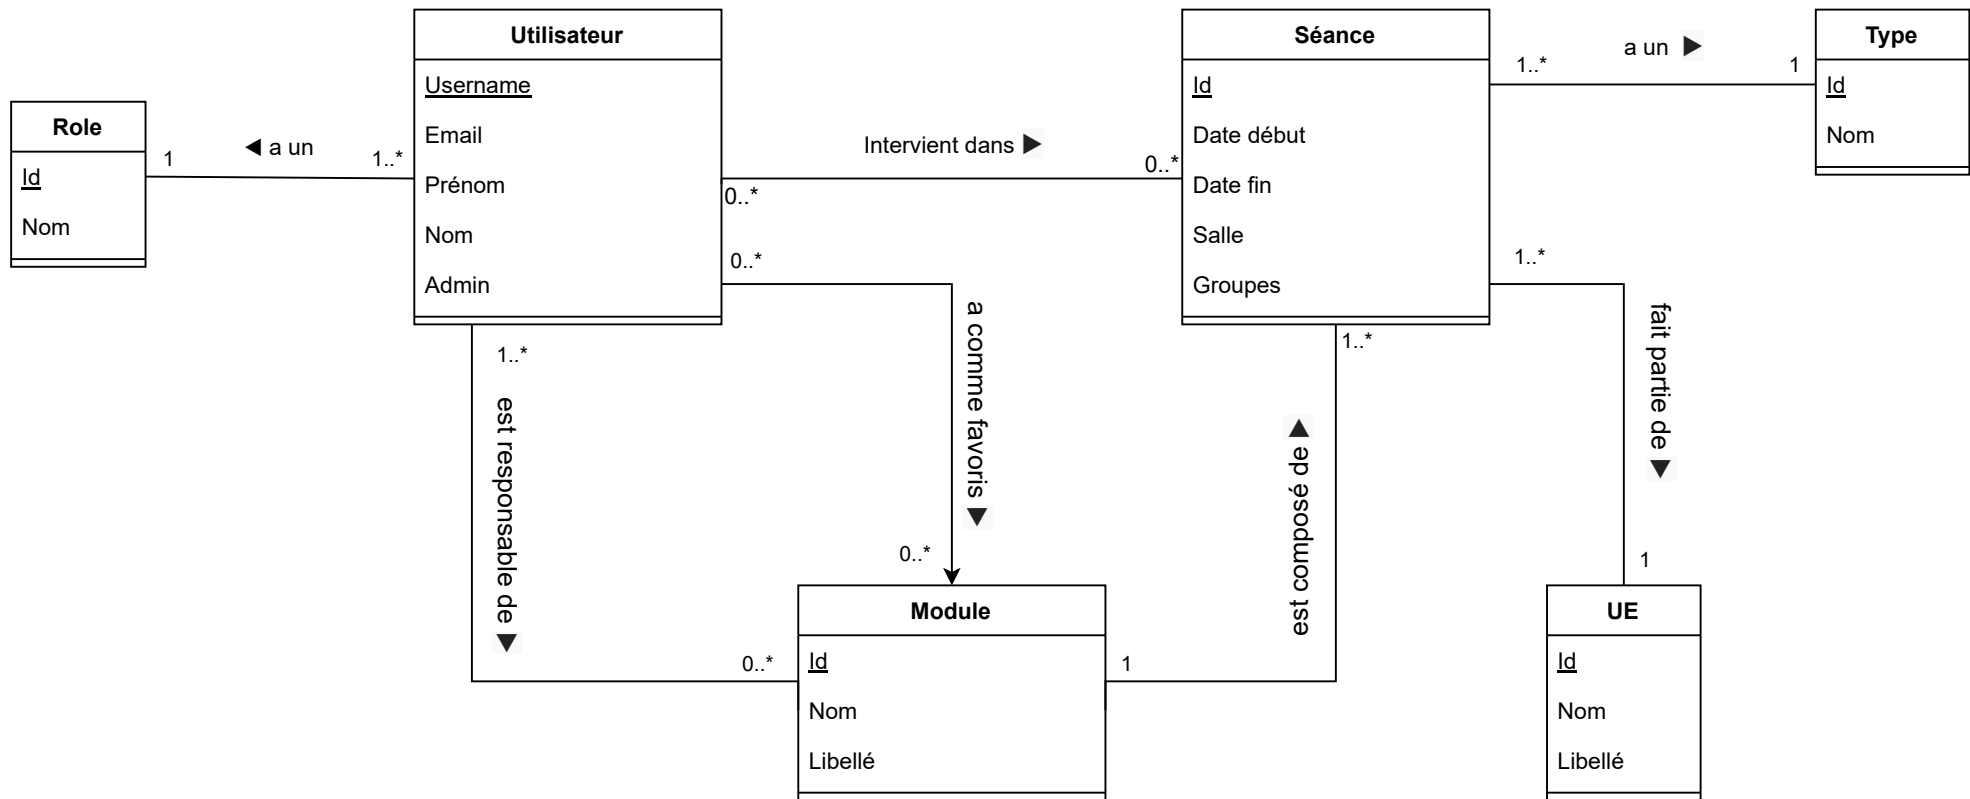 Utilisateur
Username
Email
Prénom
Nom
Admin
Séance
Id
Date début
Date fin
Salle
Groupes
Type
Id
Nom
Role
Id
Nom
1
◀ a un
1..*
Intervient dans ▶
0..*
0..*
1..*
a un ▶
1
0..*
a comme favoris ▶
0..*
1..*
est responsable de ▶
0..*
1..*
est composé de ▶
1
1..*
fait partie de ▶
1
Module
Id
Nom
Libellé
UE
Id
Nom
Libellé